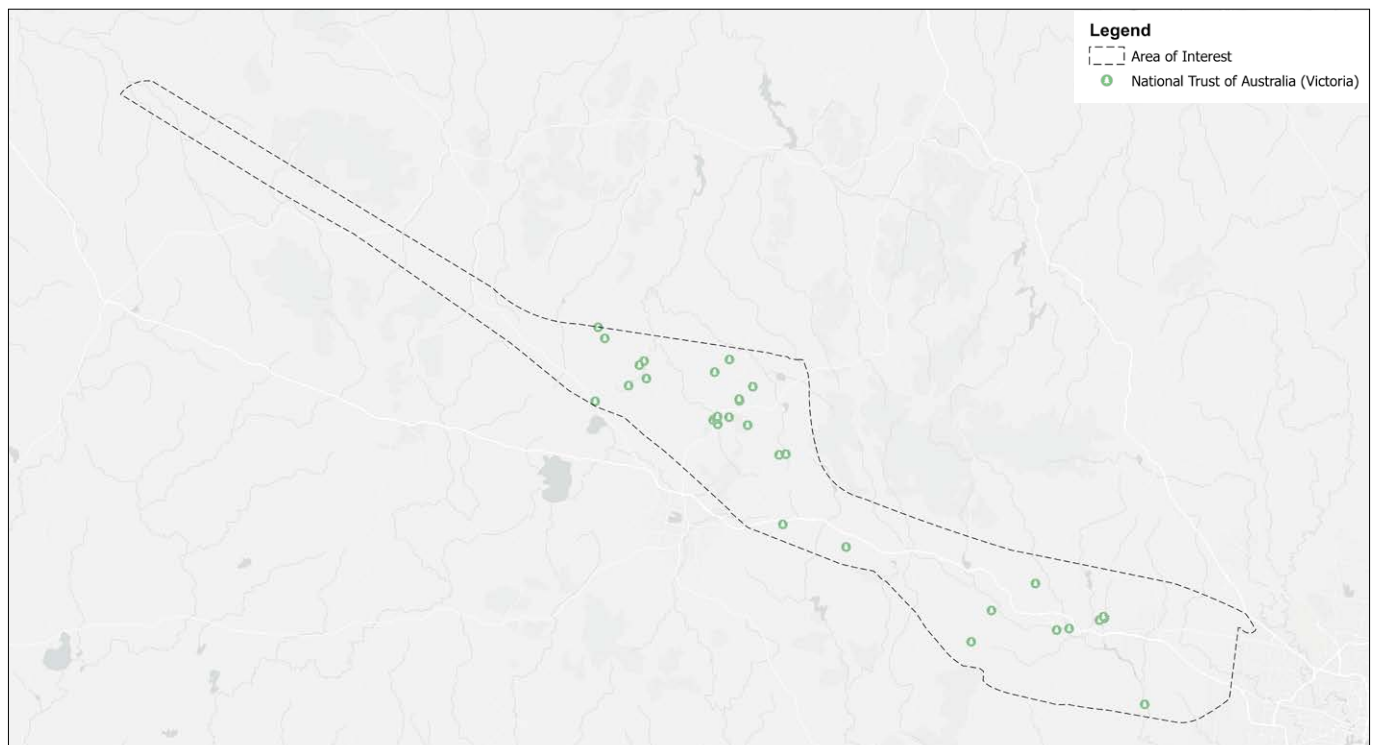 Legend
Area of Interest
National Trust of Australia (Victoria)